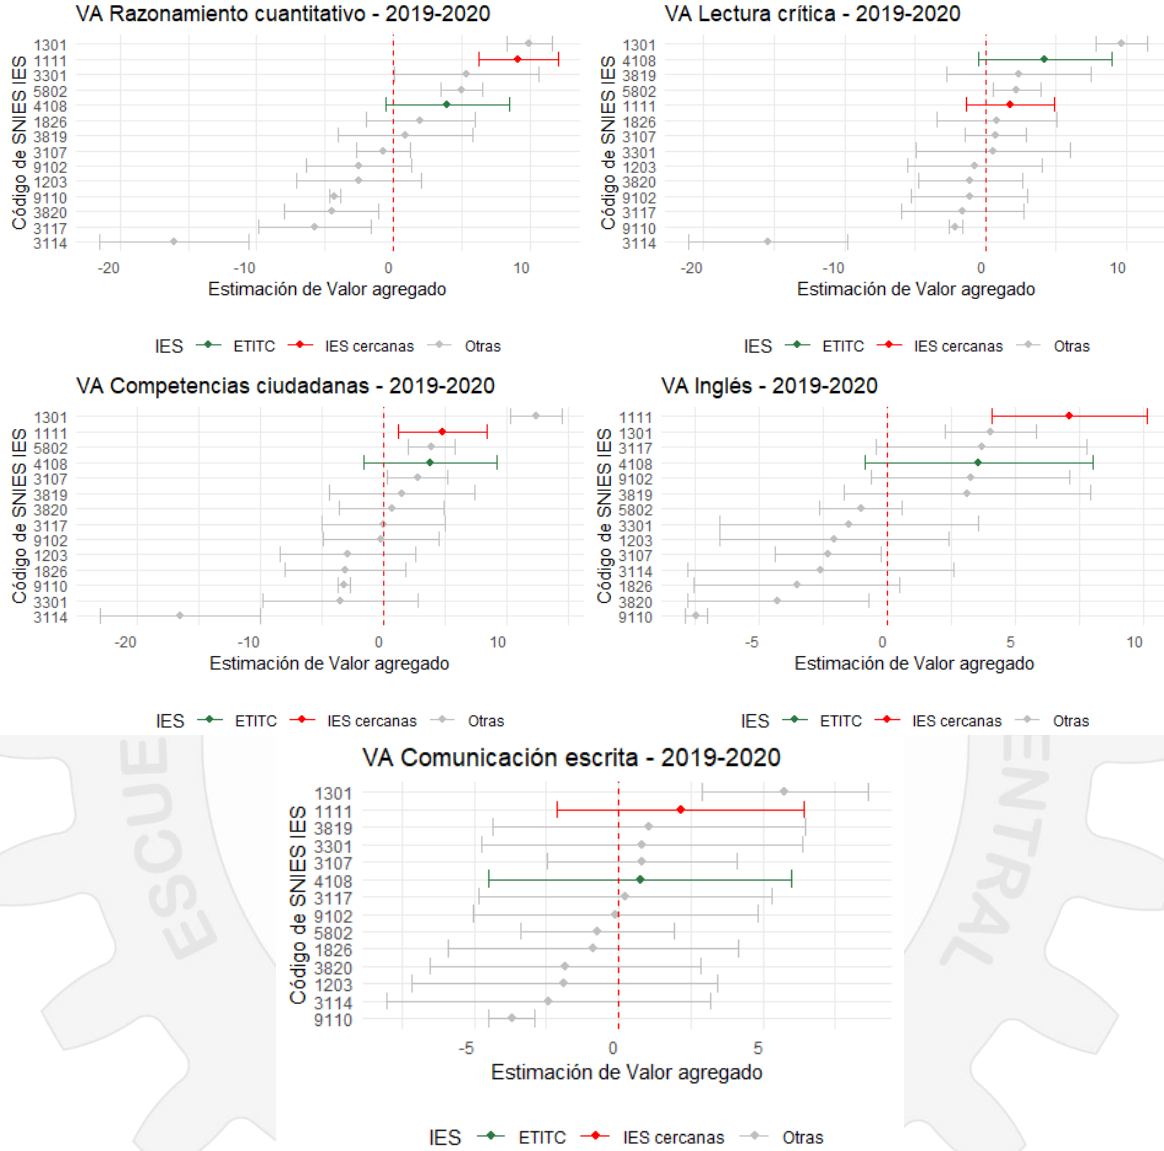 VA Razonamiento cuantitativo - 2019-2020
Código de SNIES IES
1301
1111
3301
5802
4108
1826
3819
3107
9102
1203
9110
3820
3117
3114
-20 -10 0 10
Estimación de Valor agregado
IES ETITC IES cercanas Otras
VA Lectura crítica - 2019-2020
Código de SNIES IES
1301
4108
3819
5802
1111
1826
3107
3301
1203
3820
9102
3117
9110
3114
-20 -10 0 10
Estimación de Valor agregado
IES ETITC IES cercanas Otras
VA Competencias ciudadanas - 2019-2020
Código de SNIES IES
1301
1111
5802
4108
3107
3819
3820
3117
9102
1203
1826
9110
3301
3114
-20 -10 0 10
Estimación de Valor agregado
IES ETITC IES cercanas Otras
VA Inglés - 2019-2020
Código de SNIES IES
1111
1301
3117
4108
9102
3819
5802
3301
1203
3107
3114
1826
3820
9110
-5 0 5 10
Estimación de Valor agregado
IES ETITC IES cercanas Otras
VA Comunicación escrita - 2019-2020
Código de SNIES IES
1301
1111
3819
3301
3107
4108
3117
9102
5802
1826
3820
1203
3114
9110
-5 0 5
Estimación de Valor agregado
IES ETITC IES cercanas Otras
ESCUE
ENTRAL